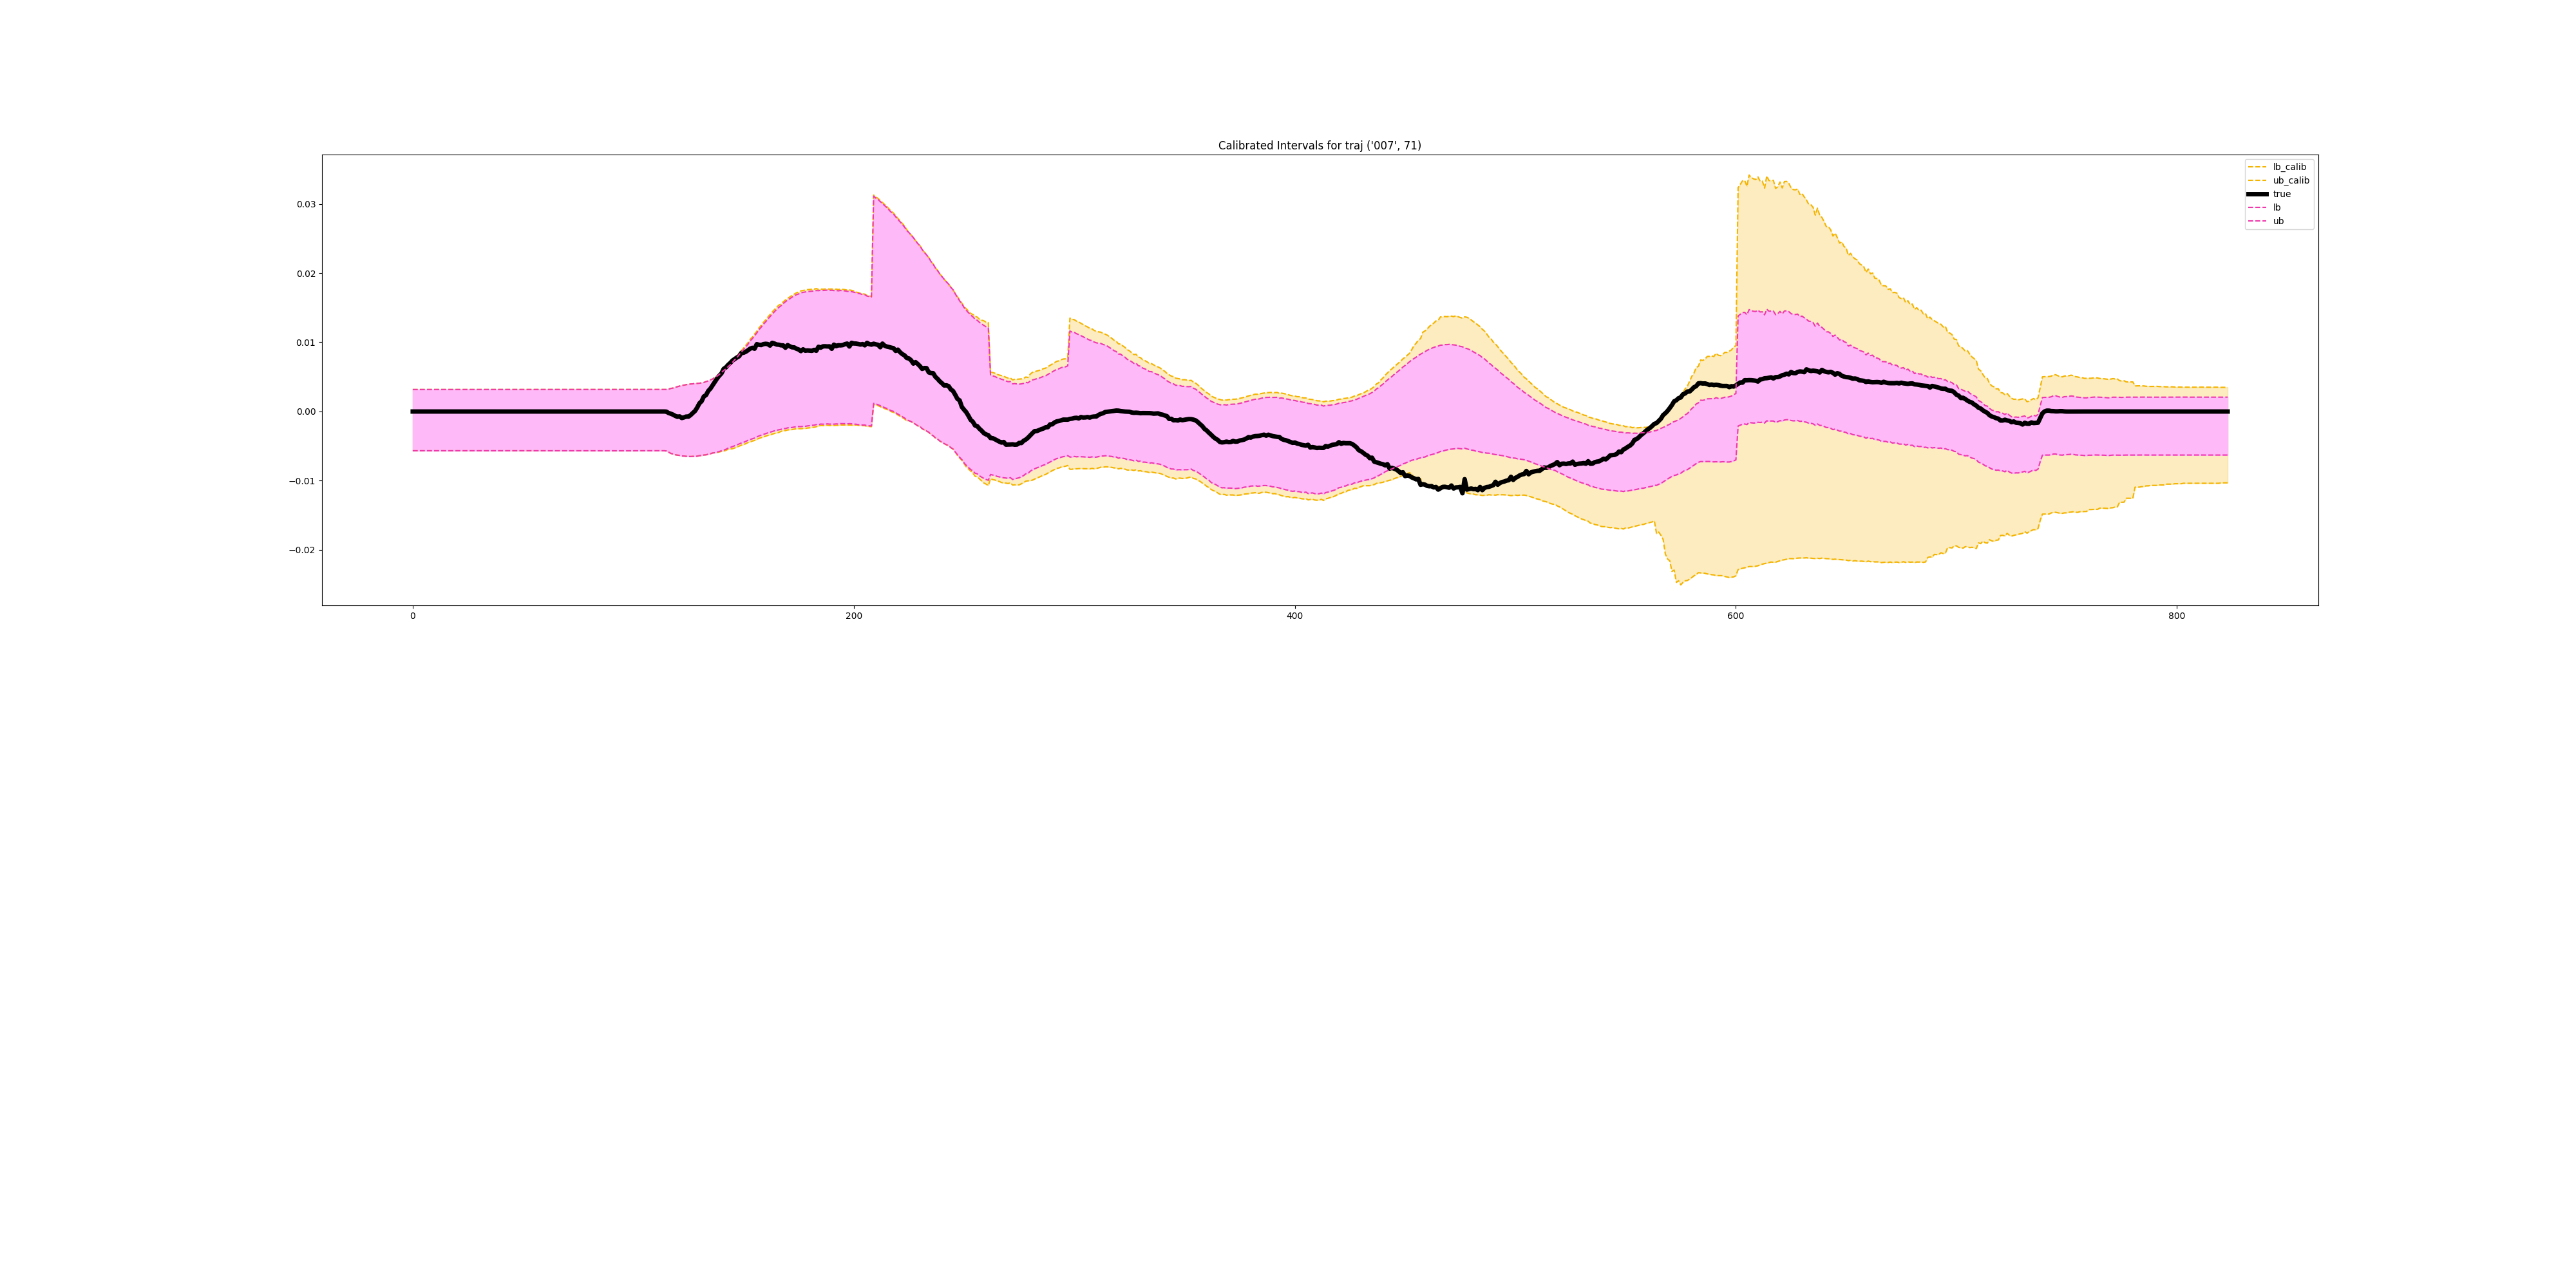 Calibrated Intervals for traj ('007', 71)
lb_calib
ub_calib
true
lb
ub
0.03
0.02
0.01
0.00
−0.01
−0.02
0 200 400 600 800